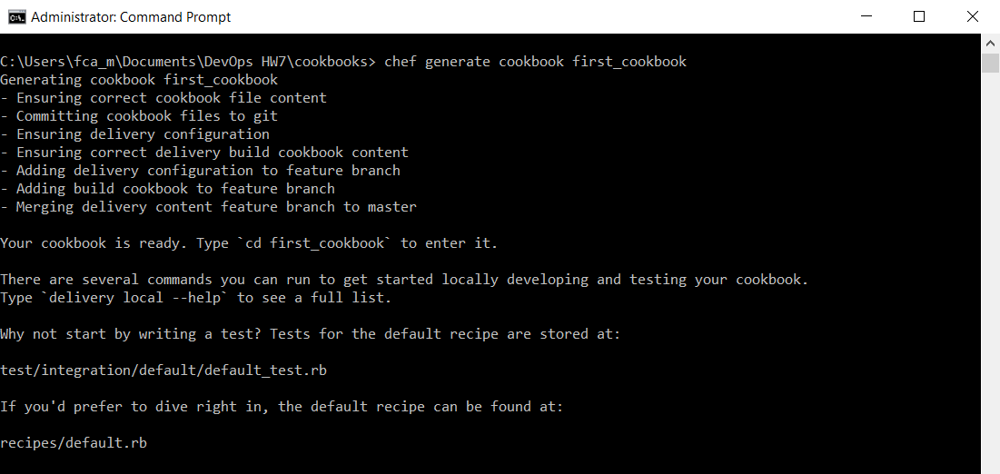 Administrator: Command Prompt
C:\Users\fca_m\Documents\DevOps HW7\cookbooks> chef generate cookbook first_cookbook
Generating cookbook first_cookbook
- Ensuring correct cookbook file content
- Committing cookbook files to git
- Ensuring delivery configuration
- Ensuring correct delivery build cookbook content
- Adding delivery configuration to feature branch
- Adding build cookbook to feature branch
- Merging delivery content feature branch to master
Your cookbook is ready. Type `cd first_cookbook` to enter it.
There are several commands you can run to get started locally developing and testing your cookbook.
Type `delivery local --help` to see a full list.
Why not start by writing a test? Tests for the default recipe are stored at:
test/integration/default/default_test.rb
If you'd prefer to dive right in, the default recipe can be found at:
recipes/default.rb